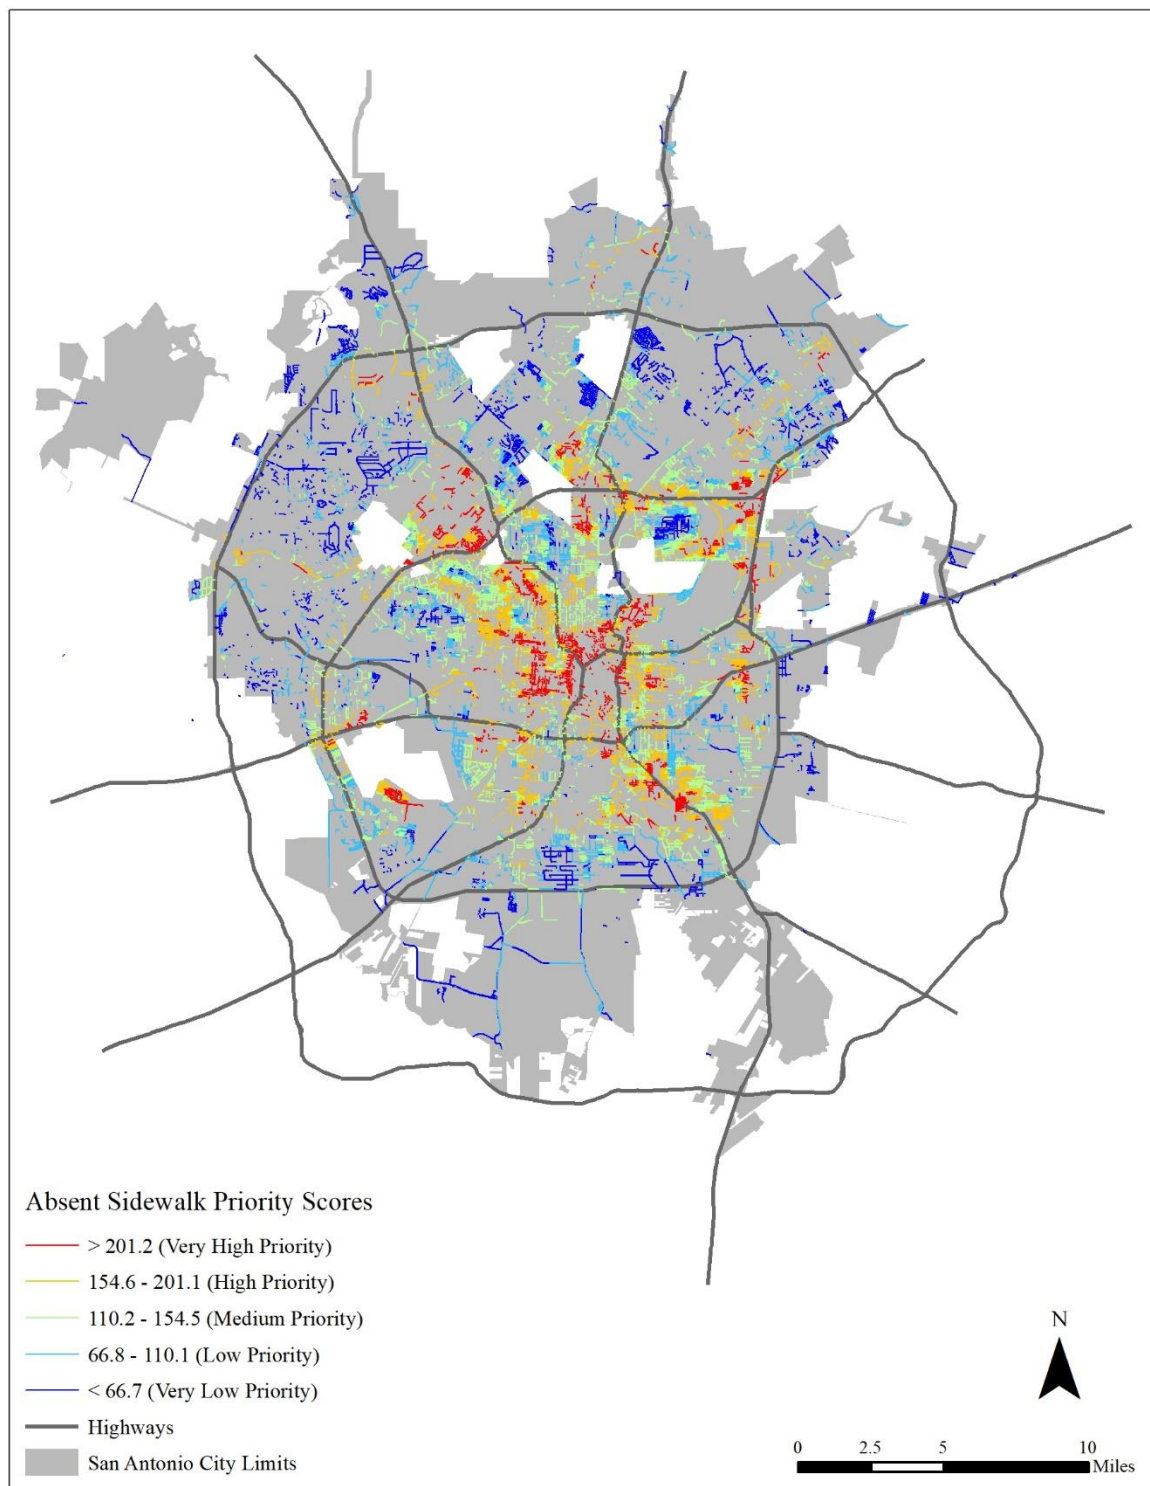 Absent Sidewalk Priority Scores
> 201.2 (Very High Priority)
154.6 - 201.1 (High Priority)
110.2 - 154.5 (Medium Priority)
66.8 - 110.1 (Low Priority)
< 66.7 (Very Low Priority)
Highways
San Antonio City Limits
N
0 2.5 5 10
Miles